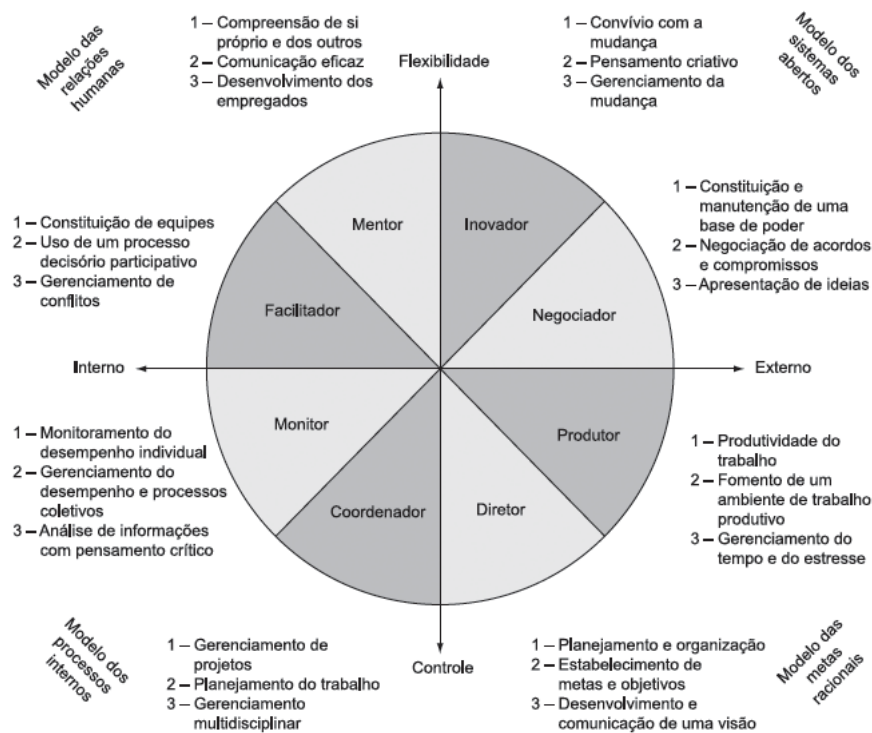 Modelo das
relações
humanas
1 – Compreensão de si
próprio e dos outros
2 – Comunicação eficaz
3 – Desenvolvimento dos
empregados
Flexibilidade
1 – Convívio com a
mudança
2 – Pensamento criativo
3 – Gerenciamento da
mudança
Modelo dos
sistemas
abertos
1 – Constituição de equipes
2 – Uso de um processo
decisório participativo
3 – Gerenciamento de
conflitos
Mentor
Inovador
1 – Constituição e
manutenção de uma
base de poder
2 – Negociação de acordos
e compromissos
3 – Apresentação de ideias
Facilitador
Negociador
Interno
Externo
1 – Monitoramento do
desempenho individual
2 – Gerenciamento do
desempenho e processos
coletivos
3 – Análise de informações
com pensamento crítico
Monitor
Produtor
Coordenador
Diretor
1 – Produtividade do
trabalho
2 – Fomento de um
ambiente de trabalho
produtivo
3 – Gerenciamento do
tempo e do estresse
Modelo dos
processos
internos
1 – Gerenciamento de
projetos
2 – Planejamento do trabalho
3 – Gerenciamento
multidisciplinar
Controle
1 – Planejamento e organização
2 – Estabelecimento de
metas e objetivos
3 – Desenvolvimento e
comunicação de uma visão
Modelo das
metas
racionais